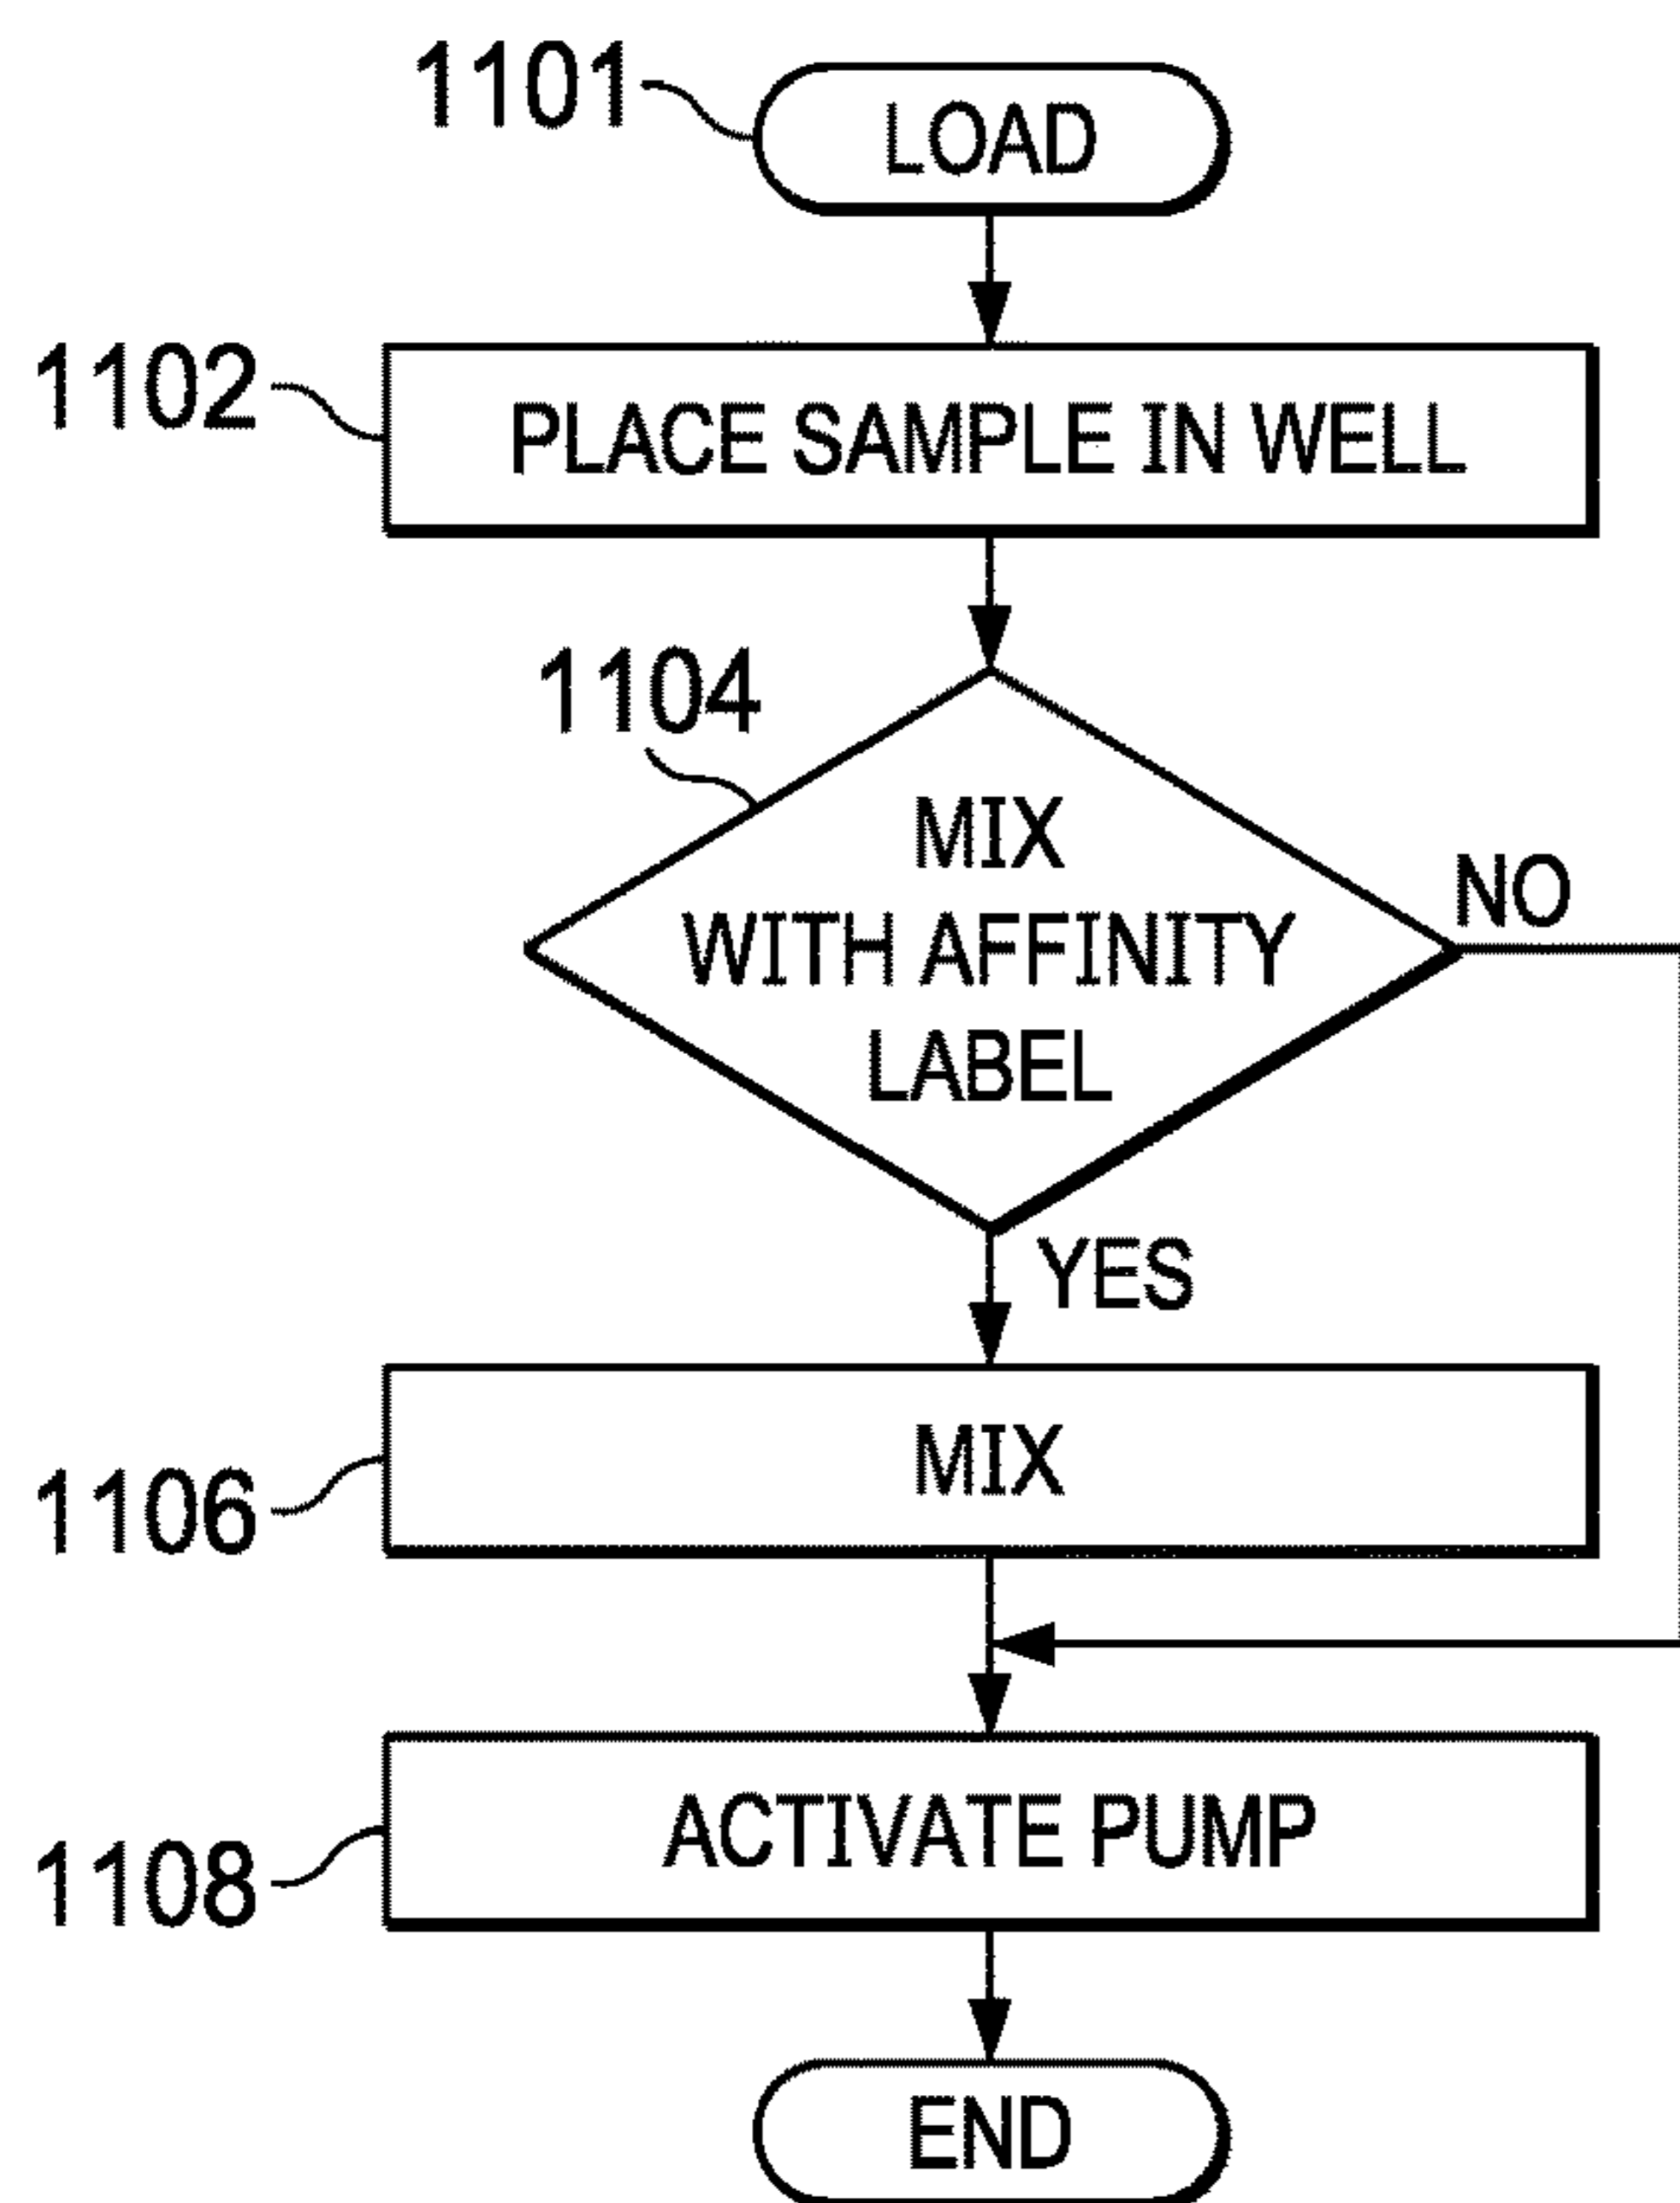 1101
LOAD
1102
PLACE SAMPLE IN WELL
1104
MIX
WITH AFFINITY
LABEL
NO
YES
MIX
1106
ACTIVATE PUMP
1108
END